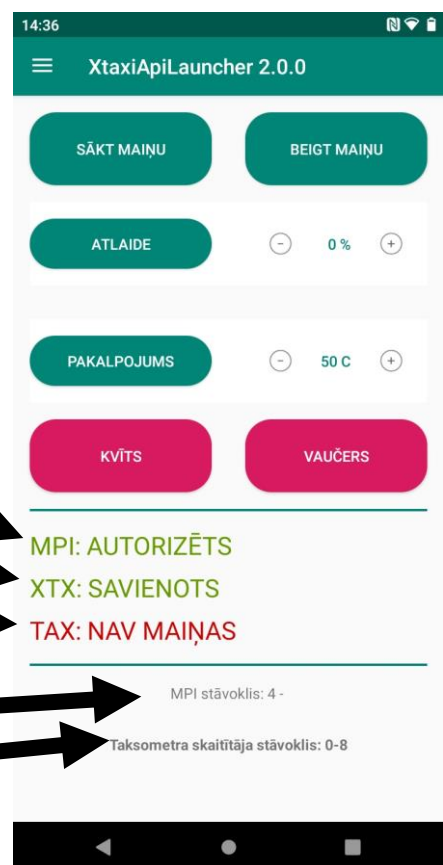 14:36
XtaxiApiLauncher 2.0.0
SĀKT MAIŅU BEIGT MAIŅU
ATLAIDE - 0 % +
PAKALPOJUMS - 50 C +
KVĪTS VAUČERS
MPI: AUTORIZĒTS
XTX: SAVIENOTS
TAX: NAV MAIŅAS
MPI stāvoklis: 4 -
Taksometra skaitītāja stāvoklis: 0-8